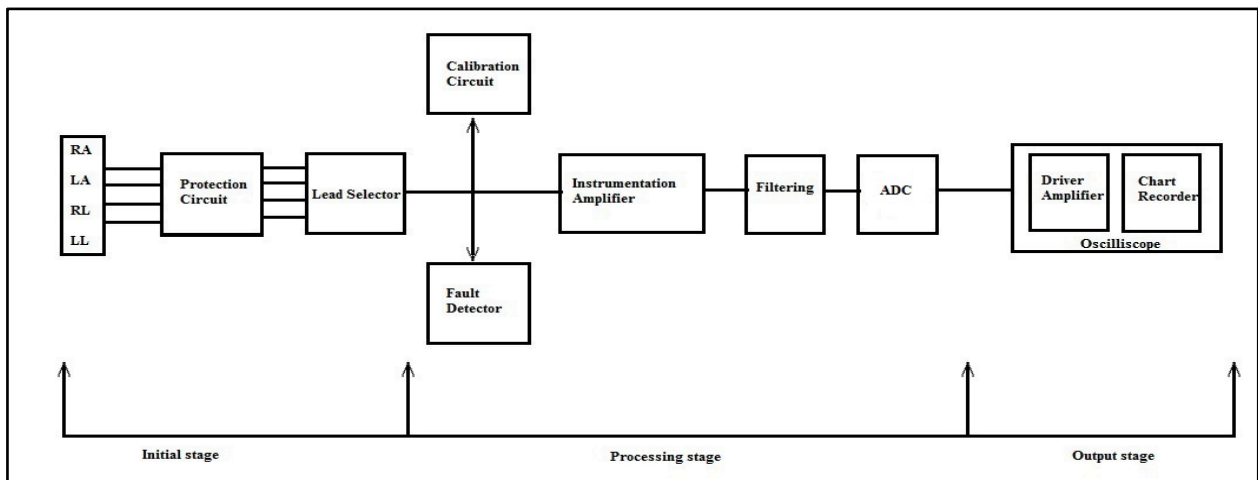 Calibration
Circuit
RA
LA
RL
LL
Protection
Circuit
Lead Selector
Instrumentation
Amplifier
Filtering
ADC
Driver
Amplifier
Chart
Recorder
Oscilliscope
Fault
Detector
Initial stage
Processing stage
Output stage